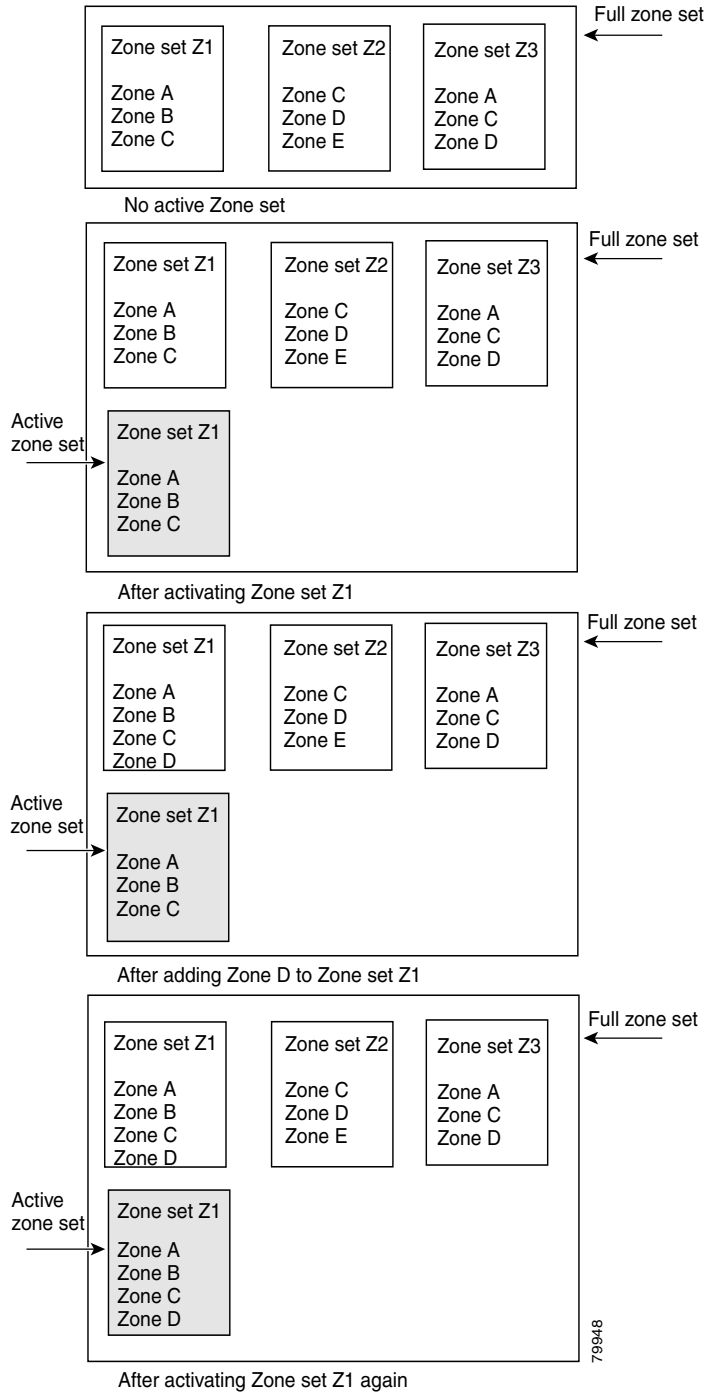 Full zone set
Zone set Z1
Zone A
Zone B
Zone C
Zone set Z2
Zone C
Zone D
Zone E
Zone set Z3
Zone A
Zone C
Zone D
No active Zone set
Full zone set
Zone set Z1
Zone A
Zone B
Zone C
Zone set Z2
Zone C
Zone D
Zone E
Zone set Z3
Zone A
Zone C
Zone D
Active
zone set
Zone set Z1
Zone A
Zone B
Zone C
After activating Zone set Z1
Full zone set
Zone set Z1
Zone A
Zone B
Zone C
Zone D
Zone set Z2
Zone C
Zone D
Zone E
Zone set Z3
Zone A
Zone C
Zone D
Active
zone set
Zone set Z1
Zone A
Zone B
Zone C
After adding Zone D to Zone set Z1
Full zone set
Zone set Z1
Zone A
Zone B
Zone C
Zone D
Zone set Z2
Zone C
Zone D
Zone E
Zone set Z3
Zone A
Zone C
Zone D
Active
zone set
Zone set Z1
Zone A
Zone B
Zone C
Zone D
79948
After activating Zone set Z1 again